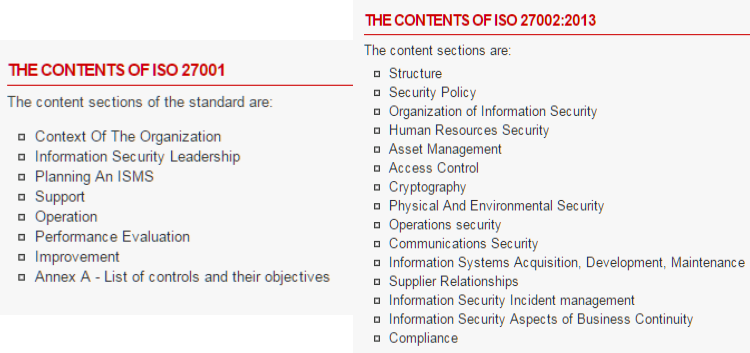 THE CONTENTS OF ISO 27001
The content sections of the standard are:
Context Of The Organization
Information Security Leadership
Planning An ISMS
Support
Operation
Performance Evaluation
Improvement
Annex A - List of controls and their objectives
THE CONTENTS OF ISO 27002:2013
The content sections are:
Structure
Security Policy
Organization of Information Security
Human Resources Security
Asset Management
Access Control
Cryptography
Physical And Environmental Security
Operations security
Communications Security
Information Systems Acquisition, Development, Maintenance
Supplier Relationships
Information Security Incident management
Information Security Aspects of Business Continuity
Compliance